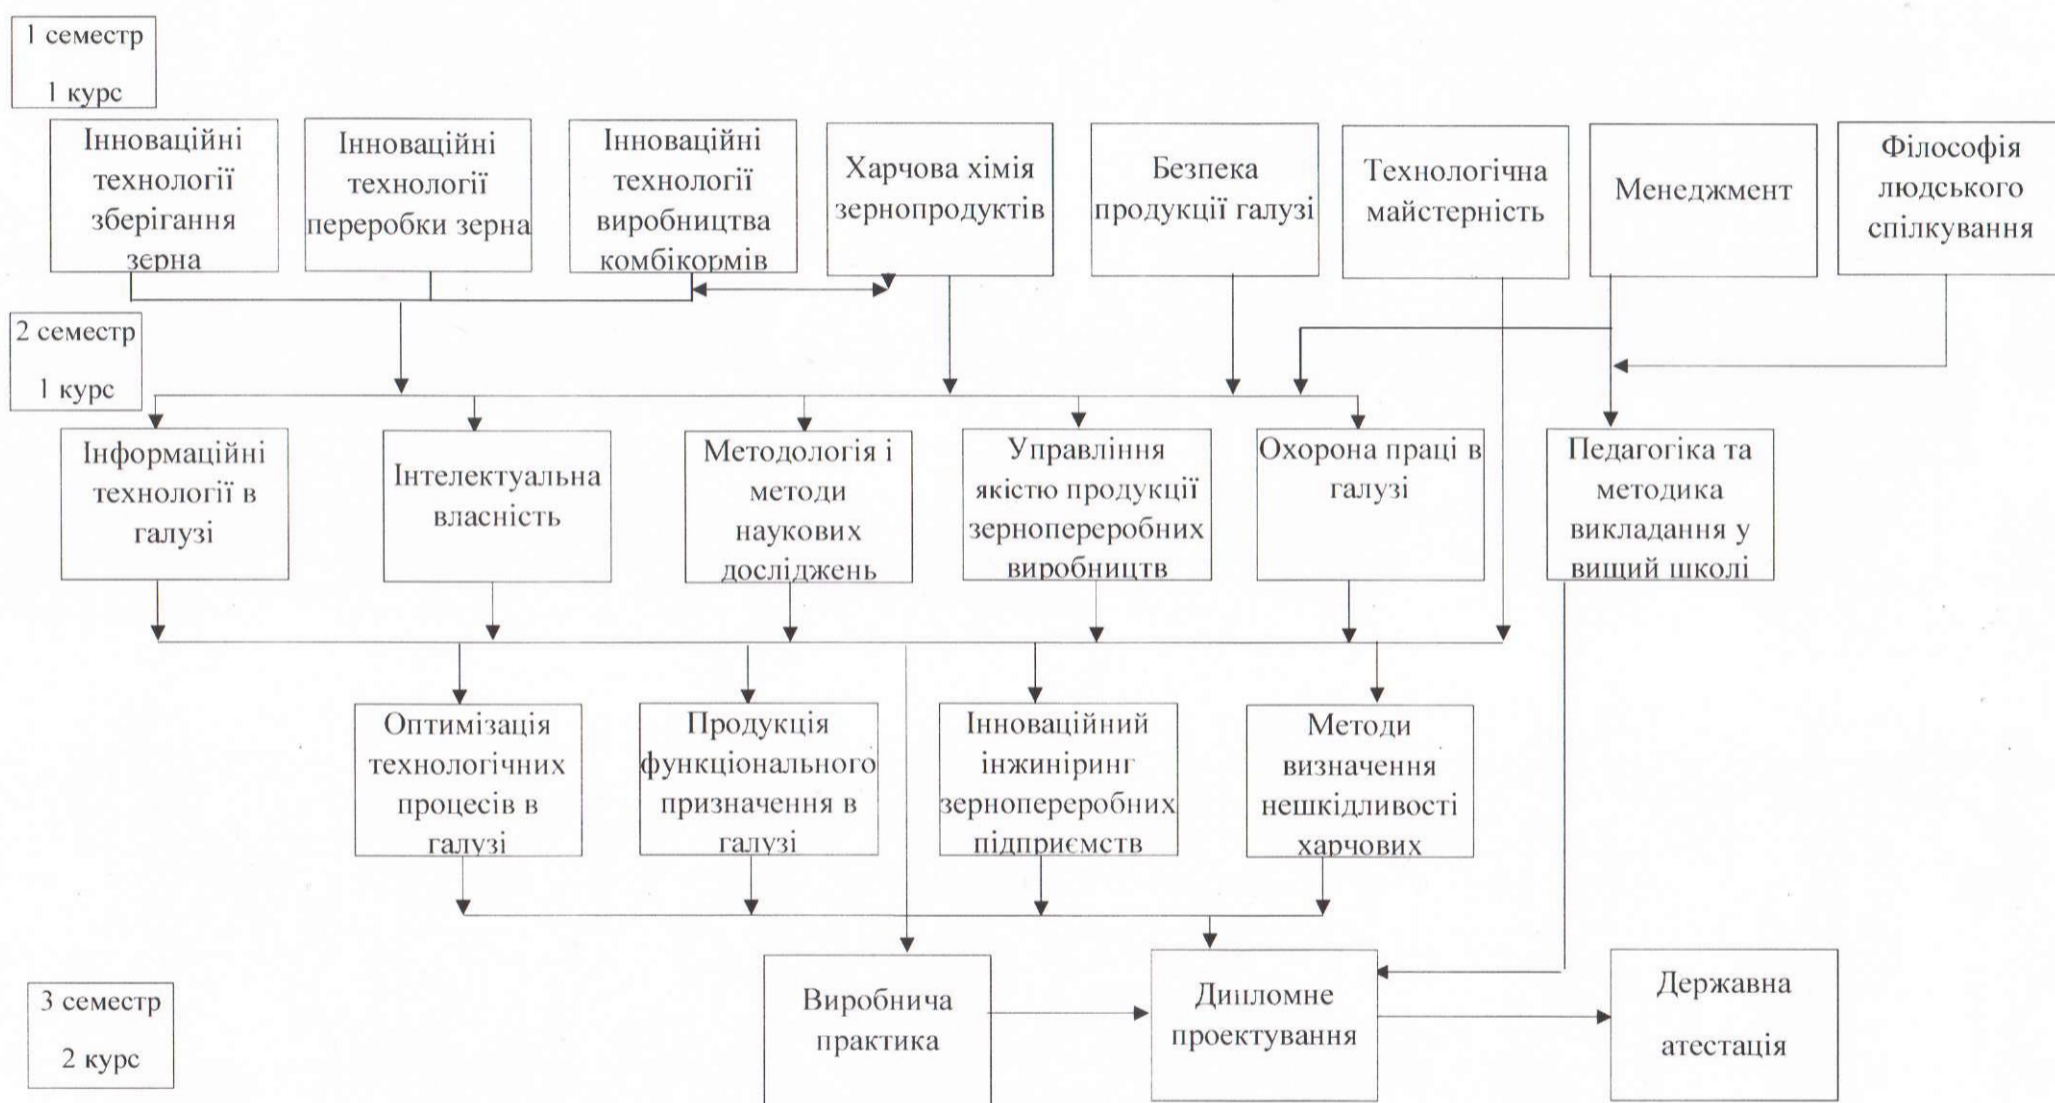 1 семестр
1 курс
Інноваційні
технології
зберігання
зерна
Інноваційні
технології
переробки зерна
Інноваційні
технології
виробництва
комбікормів
Харчова хімія
зернопродуктів
Безпека
продукції галузі
Технологічна
майстерність
Менеджмент
Філософія
людського
спілкування
2 семестр
1 курс
Інформаційні
технології в
галузі
Інтелектуальна
власність
Методологія і
методи
наукових
досліджень
Управління
якістю продукції
зернопереробних
виробництв
Охорона праці в
галузі
Педагогіка та
методика
викладання у
вищий школі
Оптимізація
технологічних
процесів в
галузі
Продукція
функціонального
призначення в
галузі
Інноваційний
інжиніринг
зернопереробних
підприємств
Методи
визначення
нешкідливості
харчових
3 семестр
2 курс
Виробнича
практика
Дипломне
проектування
Державна
атестація